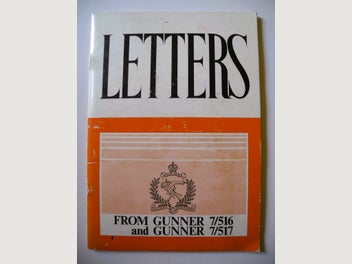 LETTERS
FROM GUNNER 7/516
and GUNNER 7/517